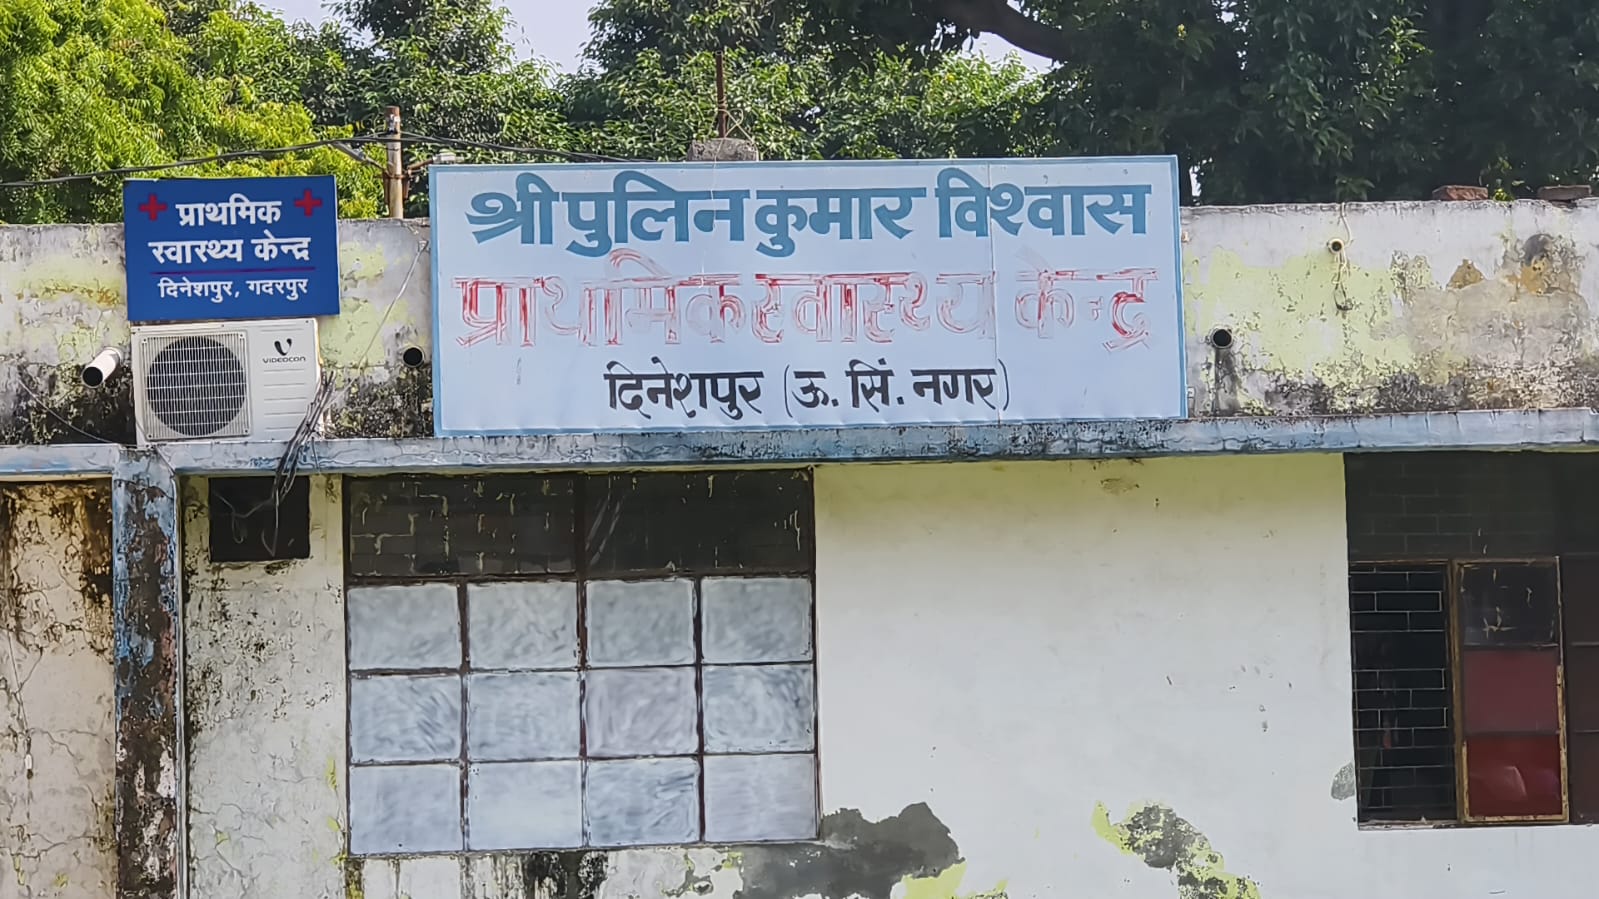 प्राथमिक
स्वास्थ्य केन्द्र
दिनेशपुर, गदरपुर
VIDEOCON
श्री पुलिन कुमार विश्वास
प्राथमिक स्वास्थ्य केन्द्र
दिनेशपुर (ऊ. सिं. नगर)